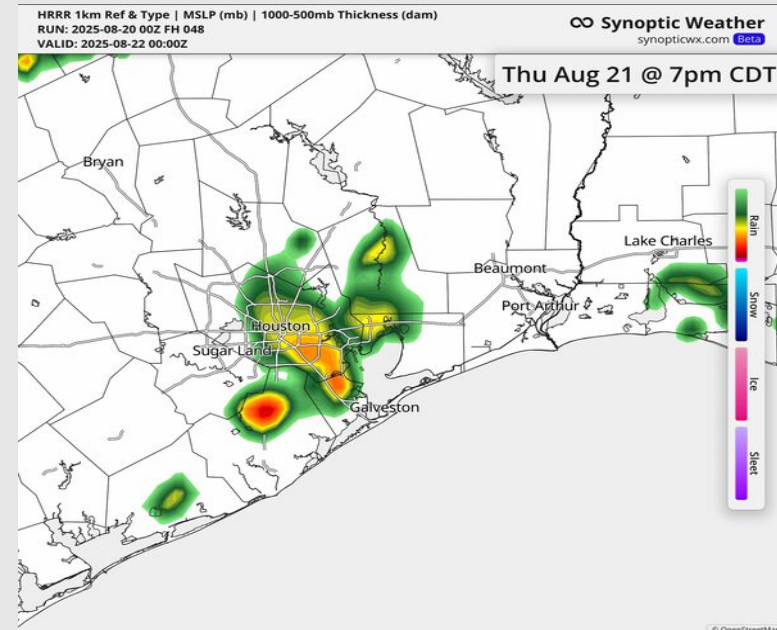 HRRR 1km Ref & Type | MSLP (mb) | 1000-500mb Thickness (dam)
RUN: 2025-08-20 00Z FH 048
VALID: 2025-08-22 00:00Z
Synoptic Weather
synopticwx.com Beta
Thu Aug 21 @ 7pm CDT
Bryan
Lake Charles
Beaumont
Port Arthur
Houston
Sugar Land
Galveston
Rain
Snow
Ice
Sleet